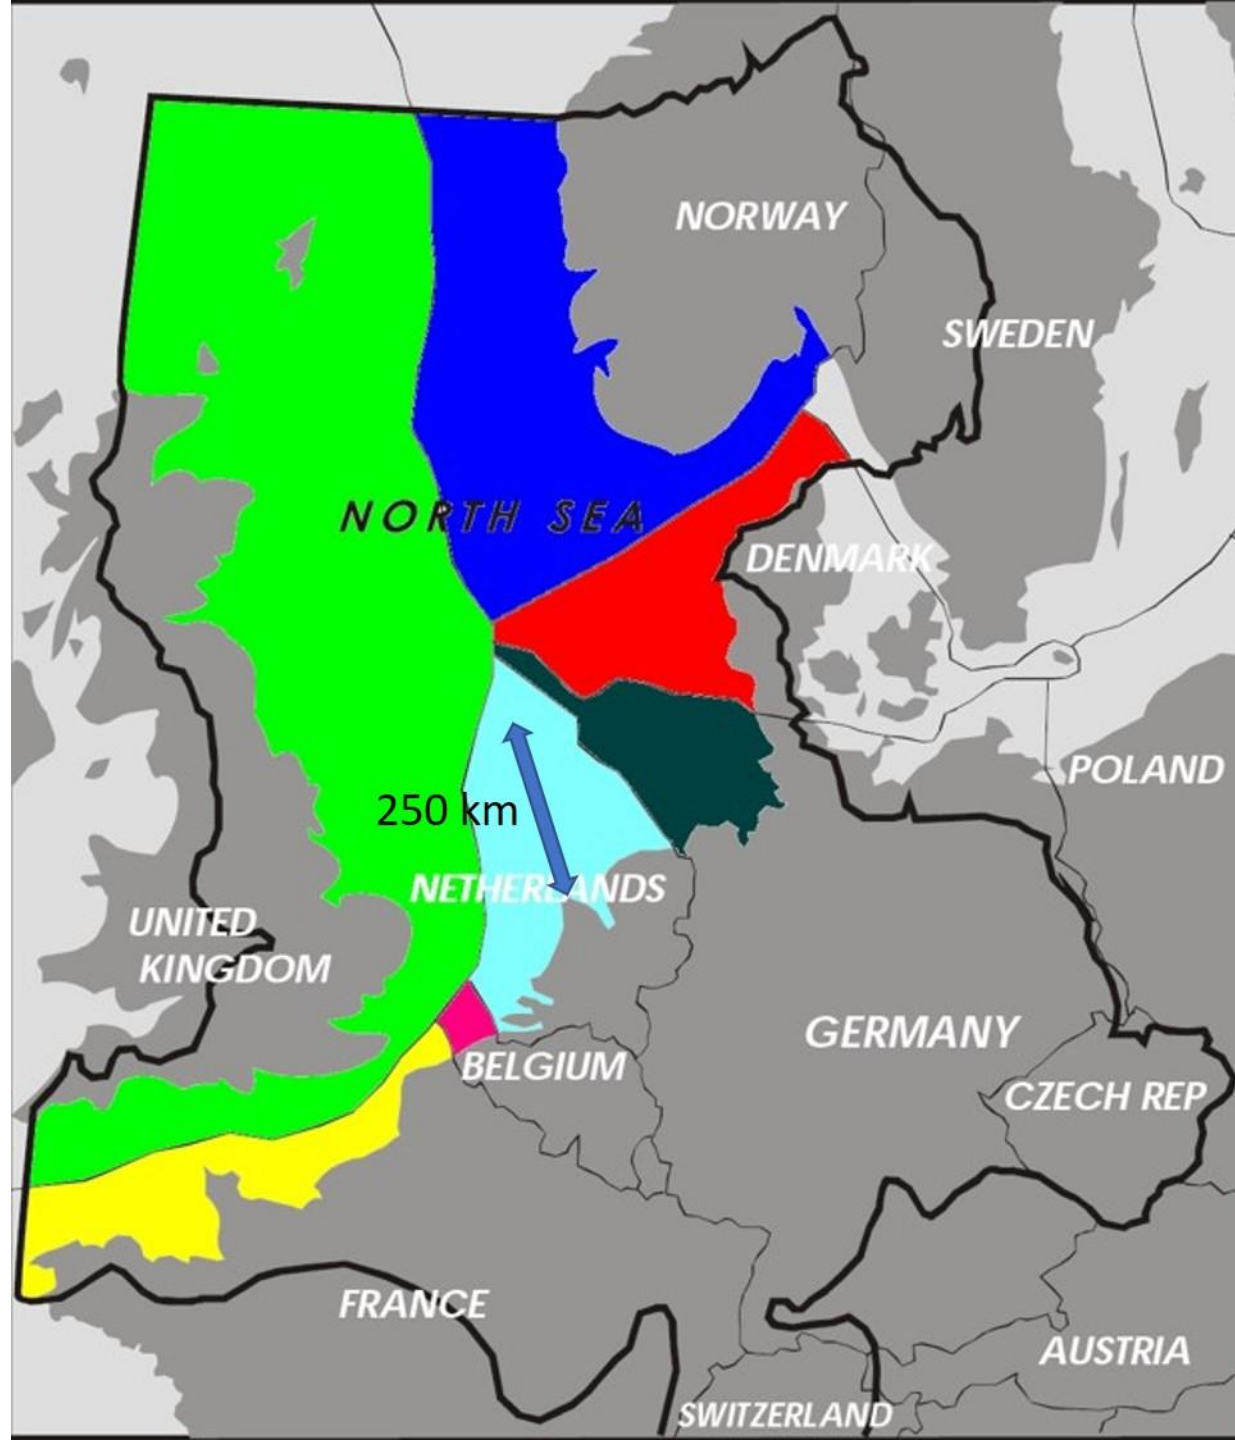 NORWAY
SWEDEN
NORTH SEA
DENMARK
POLAND
250 km
NETHERLANDS
UNITED
KINGDOM
GERMANY
BELGIUM
CZECH REP
FRANCE
AUSTRIA
SWITZERLAND